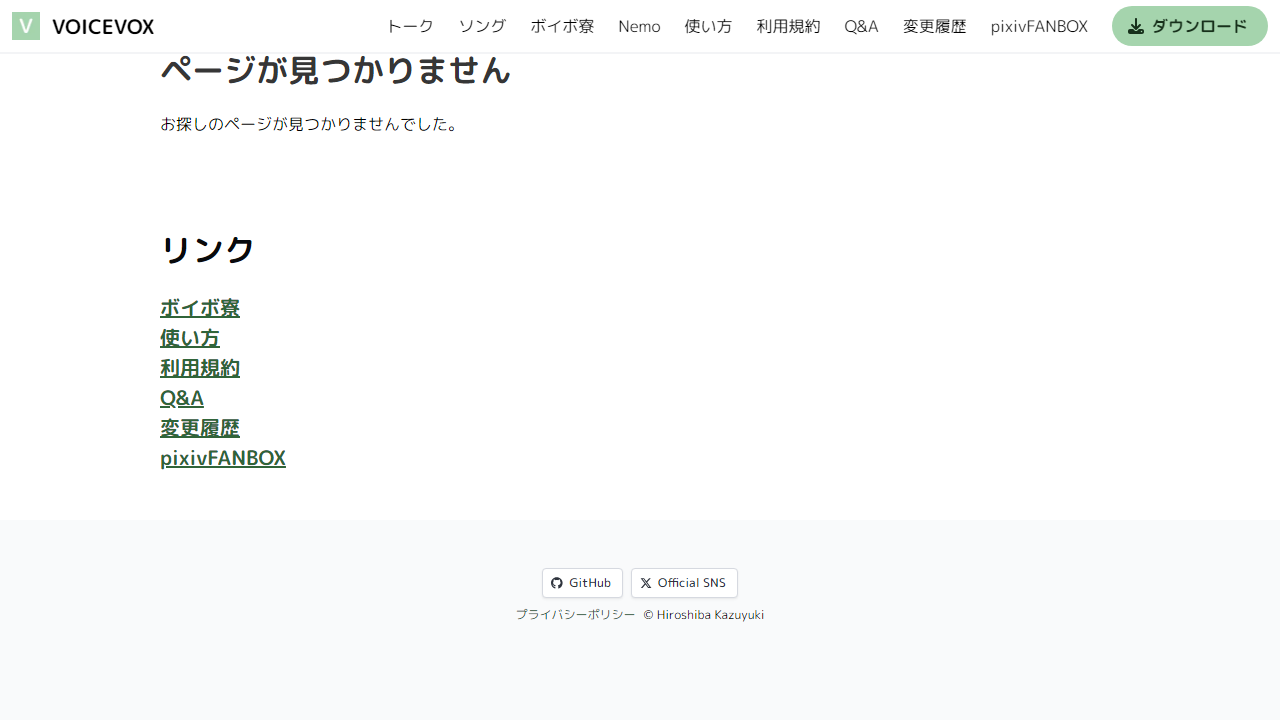 V VOICEVOX トーク ソング ボイボ寮 Nemo 使い方 利用規約 Q&A 変更履歴 pixivFANBOX ダウンロード
ページが見つかりません
お探しのページが見つかりませんでした。
リンク
ボイボ寮
使い方
利用規約
Q&A
変更履歴
pixivFANBOX
GitHub Official SNS
プライバシーポリシー © Hiroshiba Kazuyuki